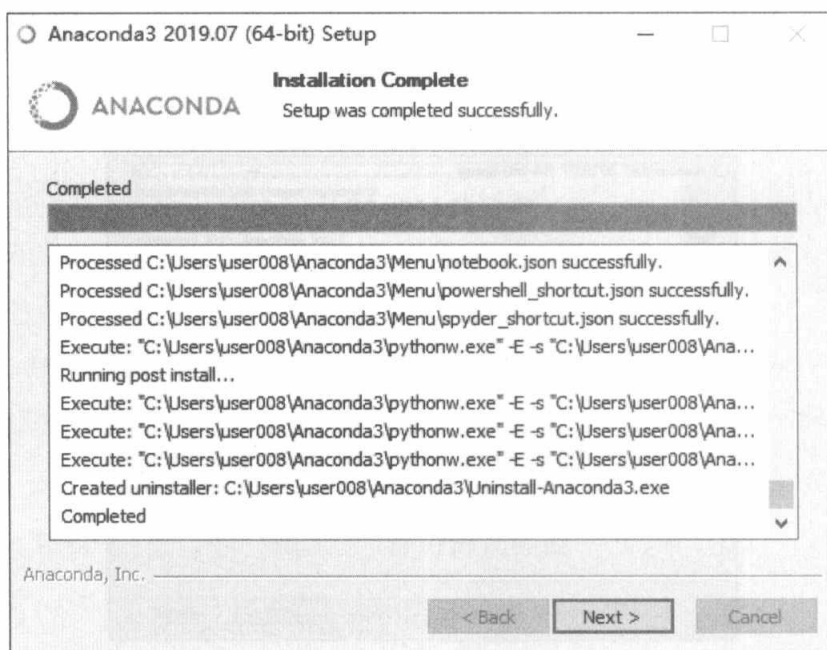 Anaconda3 2019.07 (64-bit) Setup
Installation Complete
ANACONDA
Setup was completed successfully.
Completed
Processed C:\Users\user008\Anaconda3\Menu\notebook.json successfully.
Processed C:\Users\user008\Anaconda3\Menu\powershell_shortcut.json successfully.
Processed C:\Users\user008\Anaconda3\Menu\spyder_shortcut.json successfully.
Execute: "C:\Users\user008\Anaconda3\pythonw.exe" -E -s "C:\Users\user008\Ana...
Running post install...
Execute: "C:\Users\user008\Anaconda3\pythonw.exe" -E -s "C:\Users\user008\Ana...
Execute: "C:\Users\user008\Anaconda3\pythonw.exe" -E -s "C:\Users\user008\Ana...
Execute: "C:\Users\user008\Anaconda3\pythonw.exe" -E -s "C:\Users\user008\Ana...
Created uninstaller: C:\Users\user008\Anaconda3\Uninstall-Anaconda3.exe
Completed
Anaconda, Inc.
< Back Next > Cancel